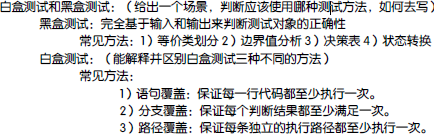 白盒测试和黑盒测试：（给出一个场景，判断应该使用哪种测试方法，如何去写）
黑盒测试：完全基于输入和输出来判断测试对象的正确性
常见方法：1）等价类划分 2）边界值分析 3）决策表 4）状态转换
白盒测试：（能解释并区别白盒测试三种不同的方法）
常见方法：
1）语句覆盖：保证每一行代码都至少执行一次。
2）分支覆盖：保证每个判断结果都至少满足一次。
3）路径覆盖：保证每条独立的执行路径都至少执行一次。